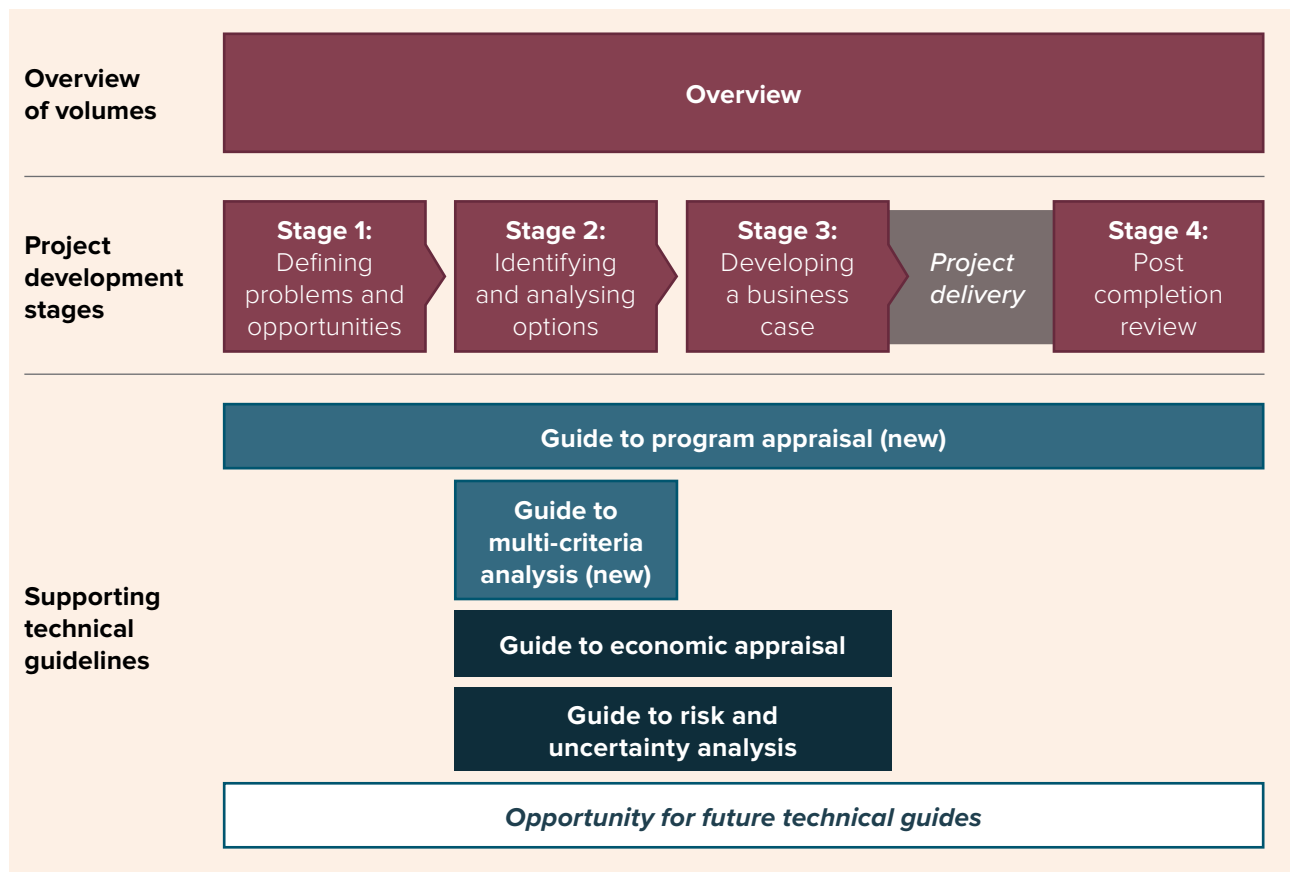 Overview
of volumes
Overview
Project
development
stages
Stage 1:
Defining
problems and
opportunities
Stage 2:
Identifying
and analysing
options
Stage 3:
Developing
a business
case
Project
delivery
Stage 4:
Post
completion
review
Supporting
technical
guidelines
Guide to program appraisal (new)
Guide to
multi-criteria
analysis (new)
Guide to economic appraisal
Guide to risk and
uncertainty analysis
Opportunity for future technical guides